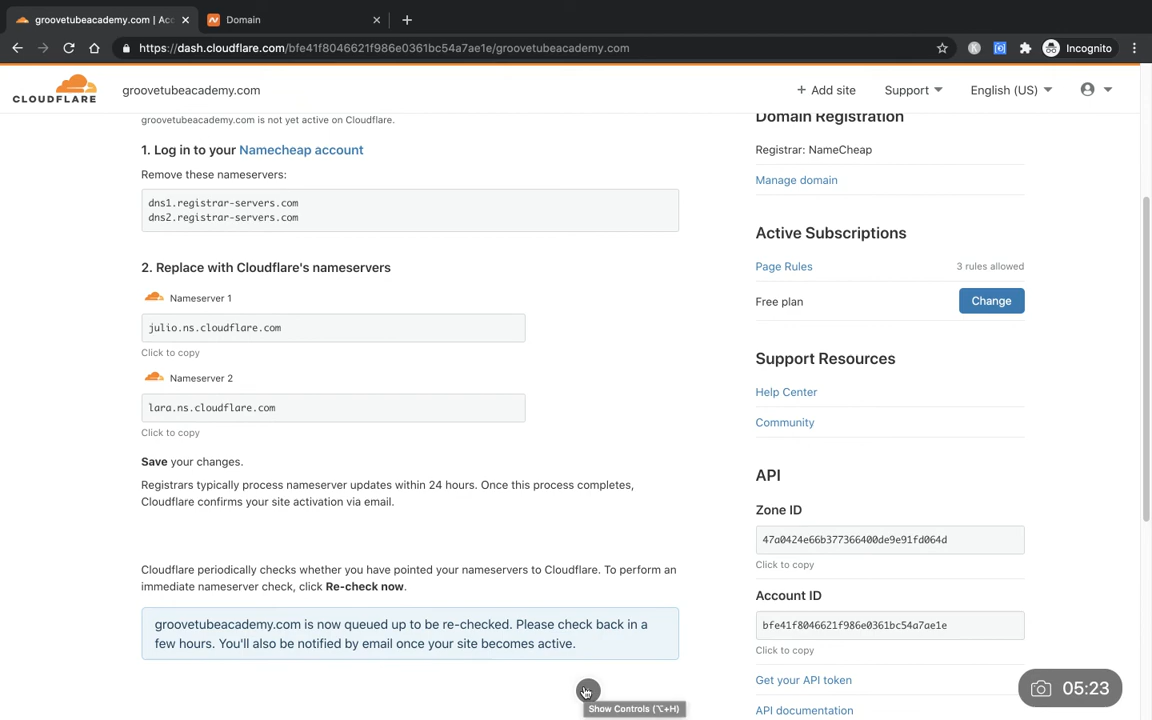 groovetubeacademy.com | Acc
Domain
https://dash.cloudflare.com/bfe41f8046621f986e0361bc54a7ae1e/groovetubeacademy.com
Incognito
CLOUDFLARE
groovetubeacademy.com
+ Add site
Support
English (US)
groovetubeacademy.com is not yet active on Cloudflare.
1. Log in to your Namecheap account
Remove these nameservers:
dns1.registrar-servers.com
dns2.registrar-servers.com
2. Replace with Cloudflare's nameservers
Nameserver 1
julio.ns.cloudflare.com
Click to copy
Nameserver 2
lara.ns.cloudflare.com
Click to copy
Save your changes.
Registrars typically process nameserver updates within 24 hours. Once this process completes,
Cloudflare confirms your site activation via email.
Cloudflare periodically checks whether you have pointed your nameservers to Cloudflare. To perform an
immediate nameserver check, click Re-check now.
groovetubeacademy.com is now queued up to be re-checked. Please check back in a
few hours. You'll also be notified by email once your site becomes active.
Show Controls (⌥+H)
Domain Registration
Registrar: NameCheap
Manage domain
Active Subscriptions
Page Rules
3 rules allowed
Free plan
Change
Support Resources
Help Center
Community
API
Zone ID
47a0424e66b377366400de9e91fd064d
Click to copy
Account ID
bfe41f8046621f986e0361bc54a7ae1e
Click to copy
Get your API token
API documentation
05:23